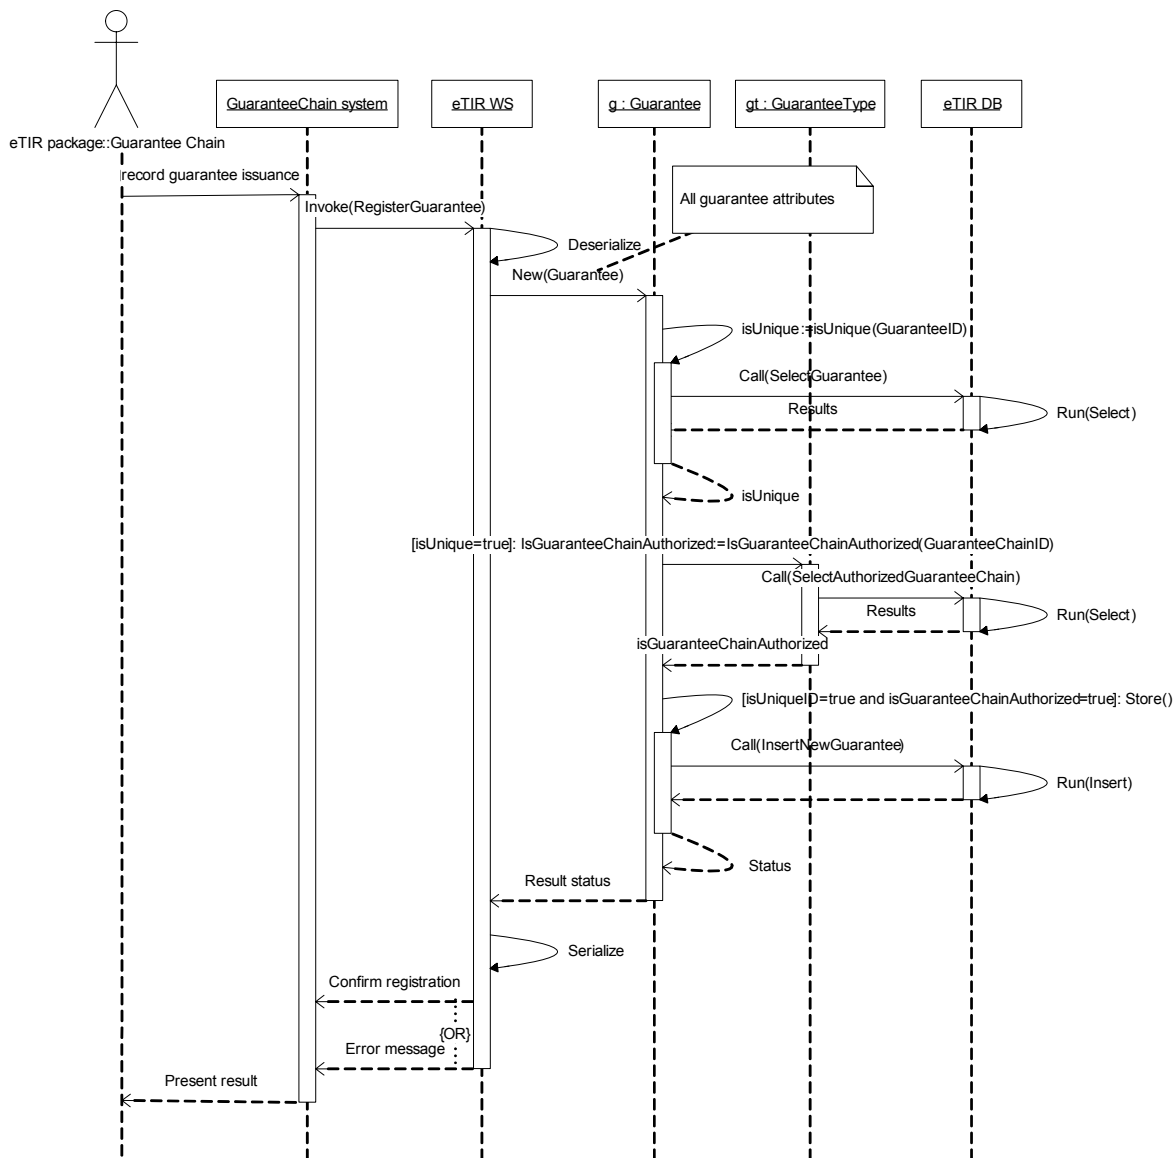 GuaranteeChain system
eTIR WS
g : Guarantee
gt : GuaranteeType
eTIR DB
eTIR package::Guarantee Chain
record guarantee issuance
All guarantee attributes
Invoke(RegisterGuarantee)
Deserialize
New(Guarantee)
isUnique:=isUnique(GuaranteeID)
Call(SelectGuarantee)
Results
Run(Select)
isUnique
[isUnique=true]: IsGuaranteeChainAuthorized:=IsGuaranteeChainAuthorized(GuaranteeChainID)
Call(SelectAuthorizedGuaranteeChain)
Results
Run(Select)
isGuaranteeChainAuthorized
[isUniqueID=true and isGuaranteeChainAuthorized=true]: Store()
Call(InsertNewGuarantee)
Run(Insert)
Status
Result status
Serialize
Confirm registration
{OR}
Error message
Present result